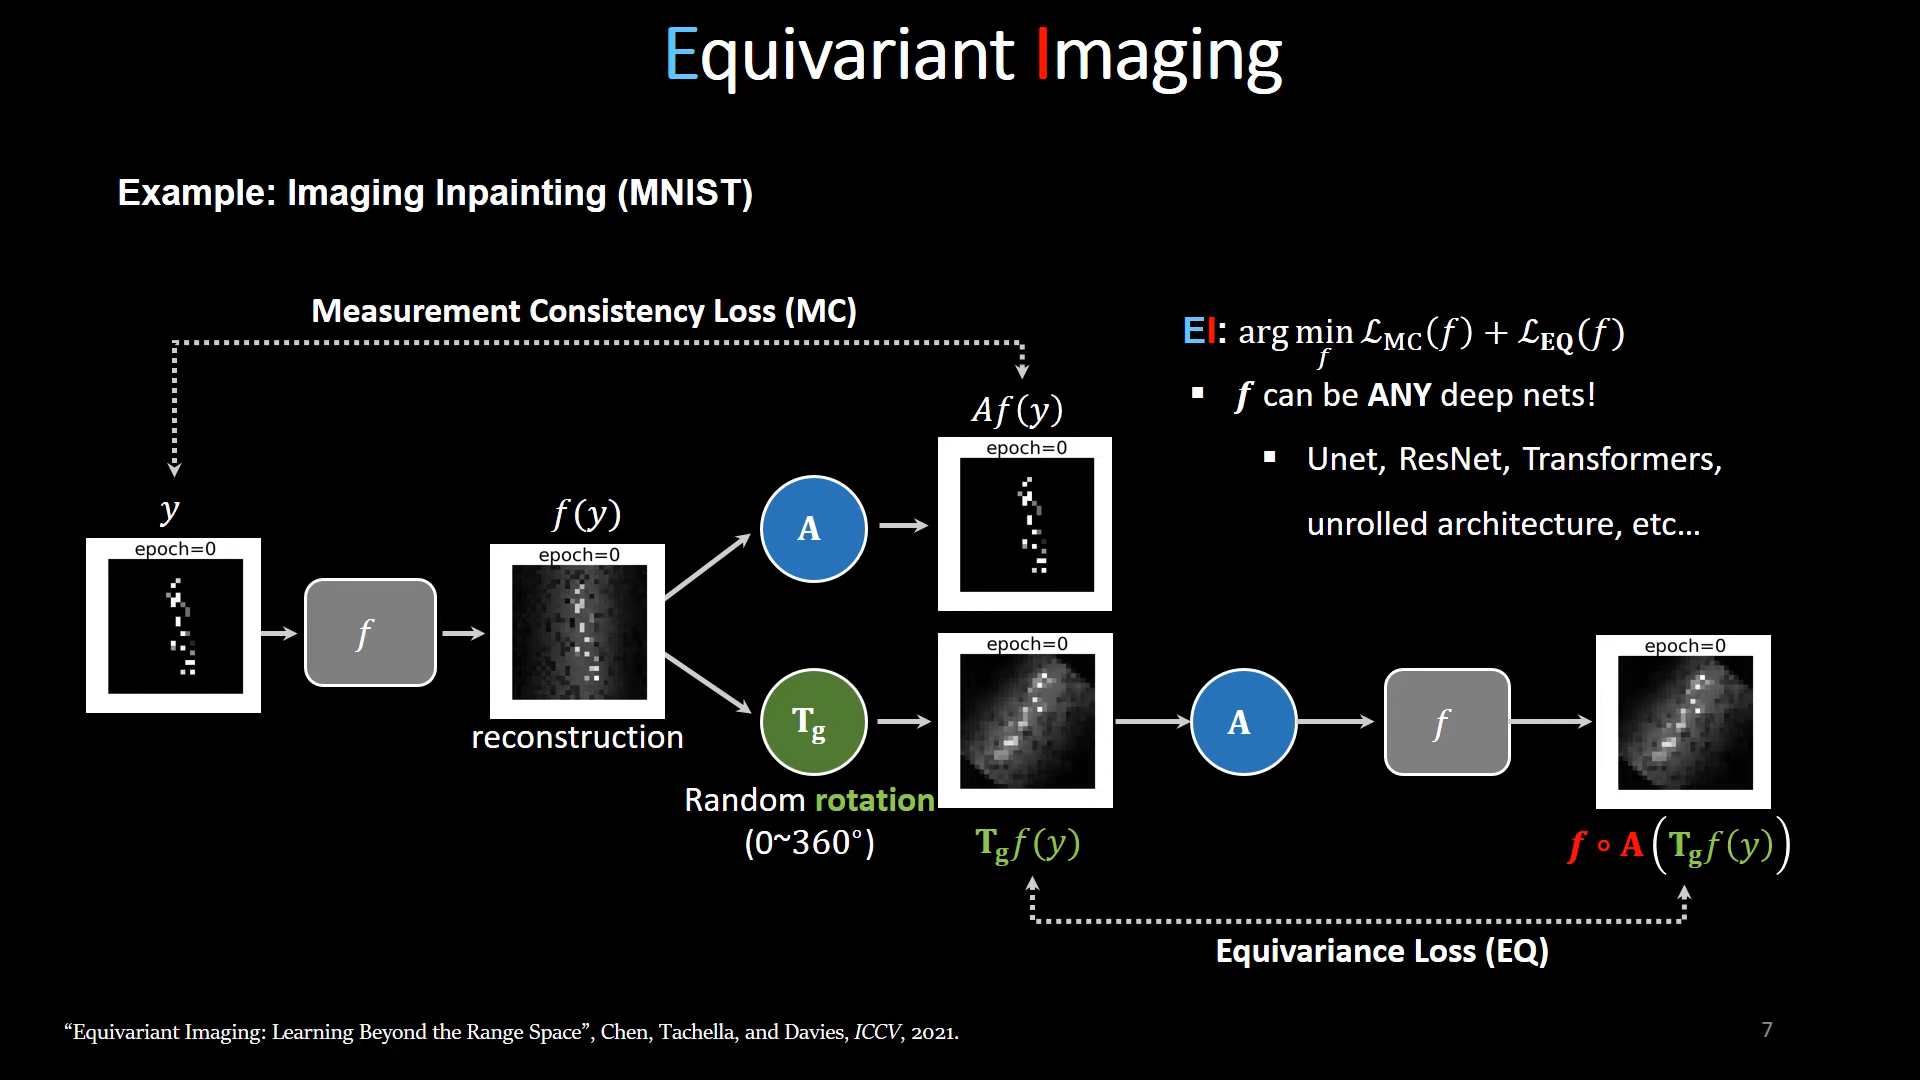 Equivariant Imaging
Example: Imaging Inpainting (MNIST)
Measurement Consistency Loss (MC)
EI: arg min_f ℒ_MC(f) + ℒ_EQ(f)
▪ f can be ANY deep nets!
▪ Unet, ResNet, Transformers,
unrolled architecture, etc...
Af(y)
epoch=0
y
epoch=0
f
f(y)
epoch=0
reconstruction
A
T_g
Random rotation
(0~360°)
epoch=0
T_g f(y)
A
f
epoch=0
f ∘ A(T_g f(y))
Equivariance Loss (EQ)
“Equivariant Imaging: Learning Beyond the Range Space”, Chen, Tachella, and Davies, ICCV, 2021.
7